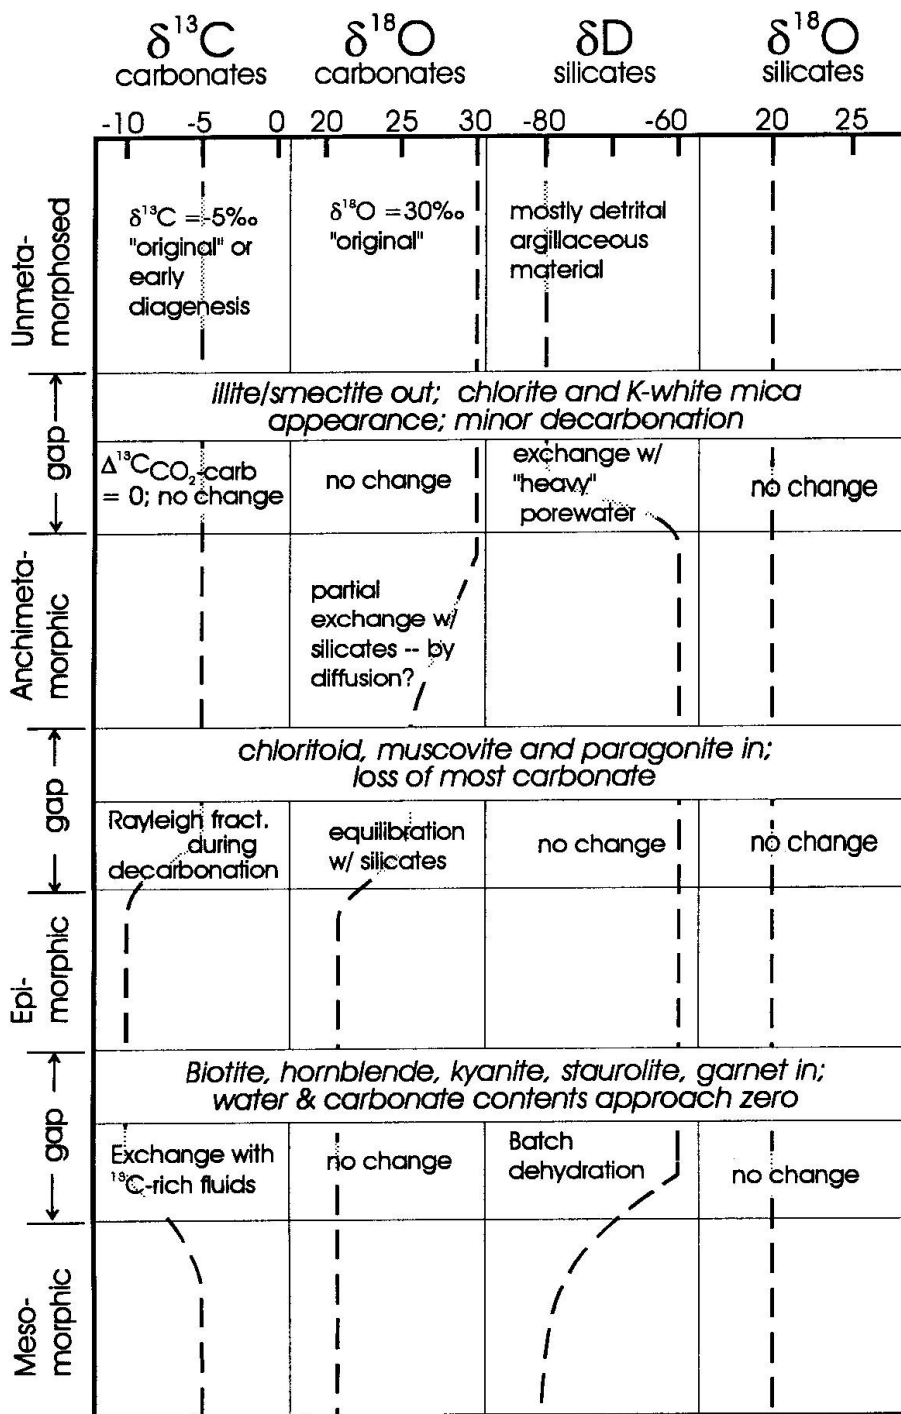 δ¹³C
carbonates
δ¹⁸O
carbonates
δD
silicates
δ¹⁸O
silicates
-10 -5 0 20 25 30 -80 -60 20 25
Unmeta-
morphosed
δ¹³C = -5‰
"original" or
early
diagenesis
δ¹⁸O = 30‰
"original"
mostly detrital
argillaceous
material
gap
illite/smectite out; chlorite and K-white mica
appearance; minor decarbonation
Δ¹³C CO₂-carb
= 0; no change
no change
exchange w/
"heavy"
porewater
no change
Anchimeta-
morphic
partial
exchange w/
silicates -- by
diffusion?
gap
chloritoid, muscovite and paragonite in;
loss of most carbonate
Rayleigh fract.
during
decarbonation
equilibration
w/ silicates
no change
no change
Epi-
morphic
gap
Biotite, hornblende, kyanite, staurolite, garnet in;
water & carbonate contents approach zero
Exchange with
¹³C-rich fluids
no change
Batch
dehydration
no change
Meso-
morphic